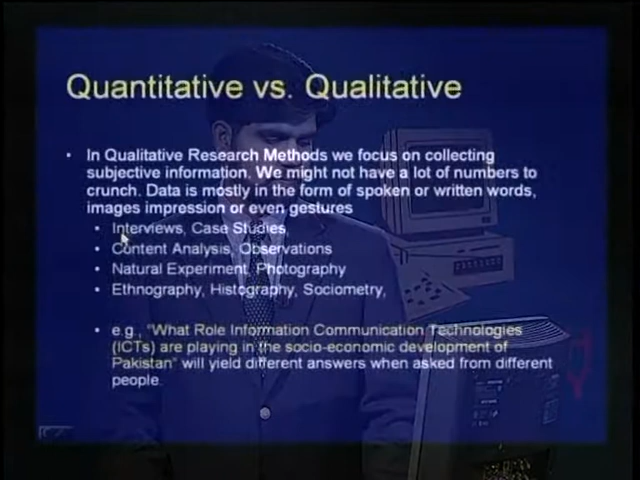 Quantitative vs. Qualitative
• In Qualitative Research Methods we focus on collecting
subjective information. We might not have a lot of numbers to
crunch. Data is mostly in the form of spoken or written words,
images impression or even gestures
• Interviews, Case Studies,
• Content Analysis, Observations
• Natural Experiment, Photography
• Ethnography, Histography, Sociometry,
• e.g., "What Role Information Communication Technologies
(ICTs) are playing in the socio-economic development of
Pakistan" will yield different answers when asked from different
people.